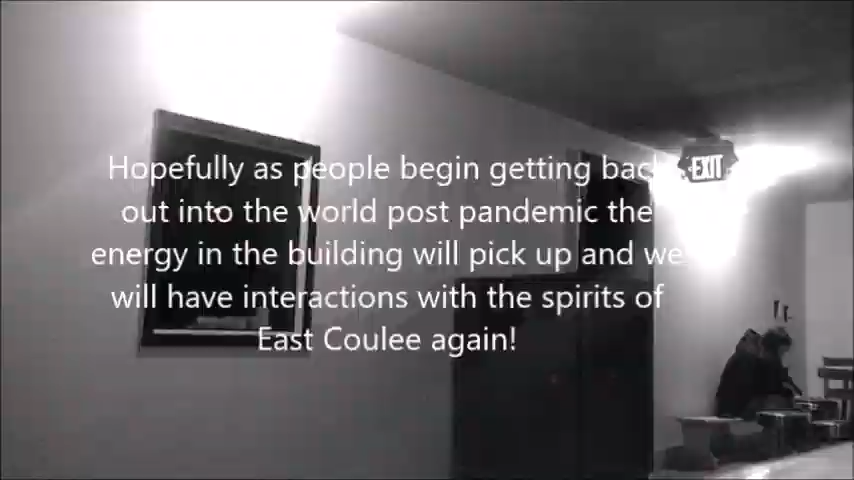 Hopefully as people begin getting back
out into the world post pandemic the
energy in the building will pick up and we
will have interactions with the spirits of
East Coulee again!
EXIT